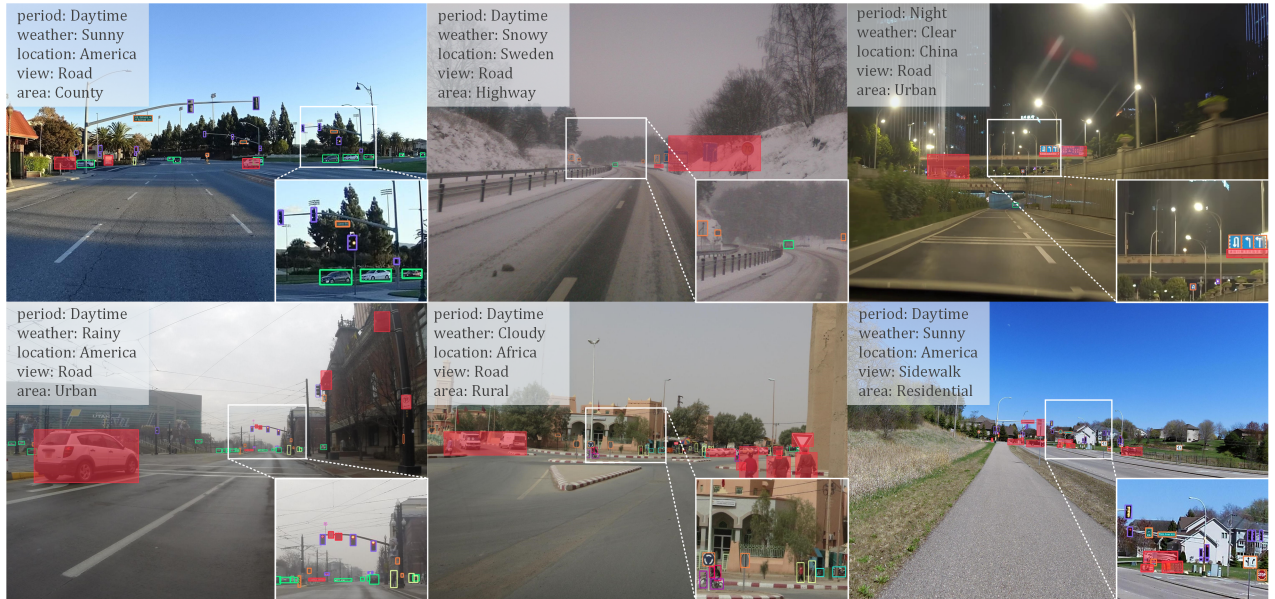 period: Daytime
weather: Sunny
location: America
view: Road
area: County
period: Daytime
weather: Snowy
location: Sweden
view: Road
area: Highway
period: Night
weather: Clear
location: China
view: Road
area: Urban
period: Daytime
weather: Rainy
location: America
view: Road
area: Urban
period: Daytime
weather: Cloudy
location: Africa
view: Road
area: Rural
period: Daytime
weather: Sunny
location: America
view: Sidewalk
area: Residential